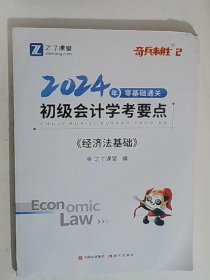 之了课堂
奇兵制胜2
2024年零基础通关
初级会计学考要点
CHUJI KUAIJI XUEKAO YAODIAN
《经济法基础》
之了课堂 编
Economic
Law